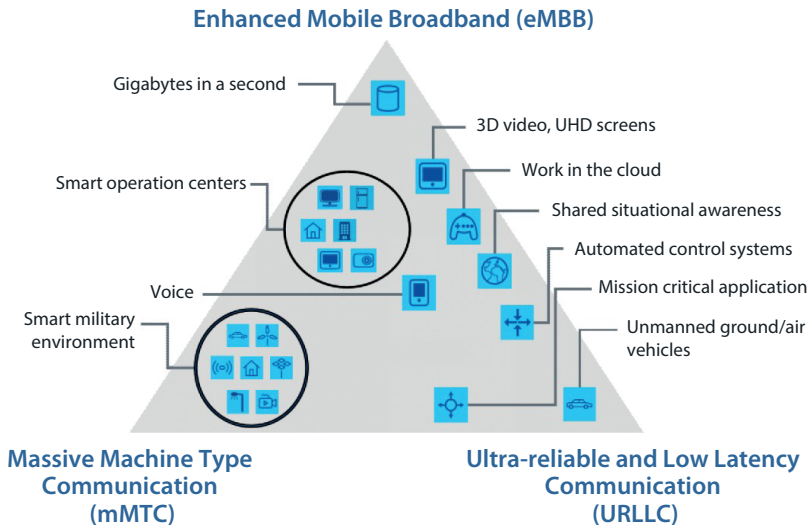 Enhanced Mobile Broadband (eMBB)
Gigabytes in a second
3D video, UHD screens
Work in the cloud
Smart operation centers
Shared situational awareness
Automated control systems
Voice
Mission critical application
Smart military
environment
Unmanned ground/air
vehicles
Massive Machine Type
Communication
(mMTC)
Ultra-reliable and Low Latency
Communication
(URLLC)